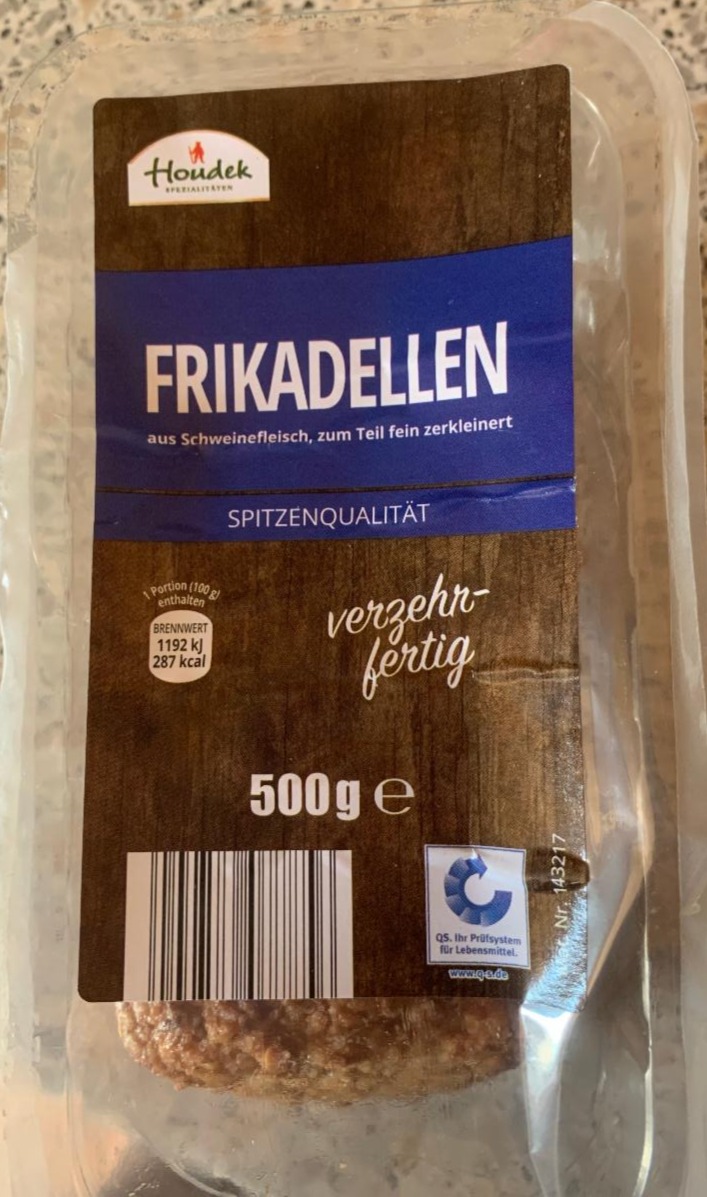 Houdek
SPEZIALITÄTEN
FRIKADELLEN
aus Schweinefleisch, zum Teil fein zerkleinert
SPITZENQUALITÄT
1 Portion (100 g)
enthalten
BRENNWERT
1192 kJ
287 kcal
verzehr-
fertig
500 g ℮
QS. Ihr Prüfsystem
für Lebensmittel.
www.q-s.de
Nr. 143217